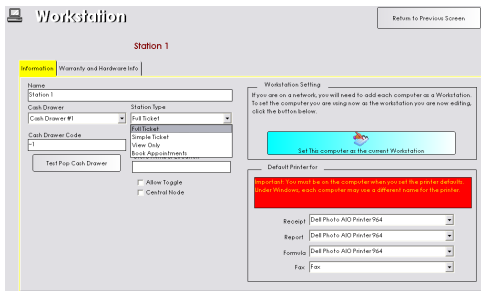 Workstation
Return to Previous Screen
Station 1
Information
Warranty and Hardware Info
Name
Station 1
Cash Drawer
Station Type
Cash Drawer #1
Full Ticket
Full Ticket
Simple Ticket
View Only
Book Appointments
Cash Drawer Code
-1
Test Pop Cash Drawer
Allow Toggle
Central Node
Workstation Setting
If you are on a network, you will need to add each computer as a Workstation.
To set the computer you are using now as the workstation you are now editing,
click the button below.
Set This computer as the current Workstation
Default Printer for
Important: You must be on the computer when you set the printer defaults.
Under Windows, each computer may use a different name for the printer.
Receipt
Dell Photo AIO Printer 964
Report
Dell Photo AIO Printer 964
Formula
Dell Photo AIO Printer 964
Fax
Fax